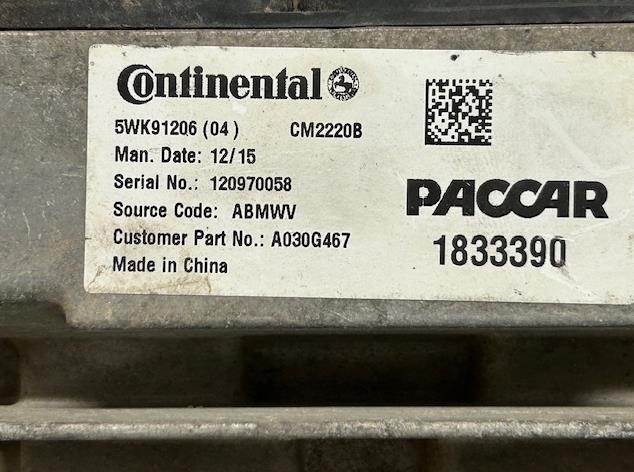 Continental
5WK91206 (04) CM2220B
Man. Date: 12/15
Serial No.: 120970058
Source Code: ABMWV
Customer Part No.: A030G467
Made in China
PACCAR
1833390